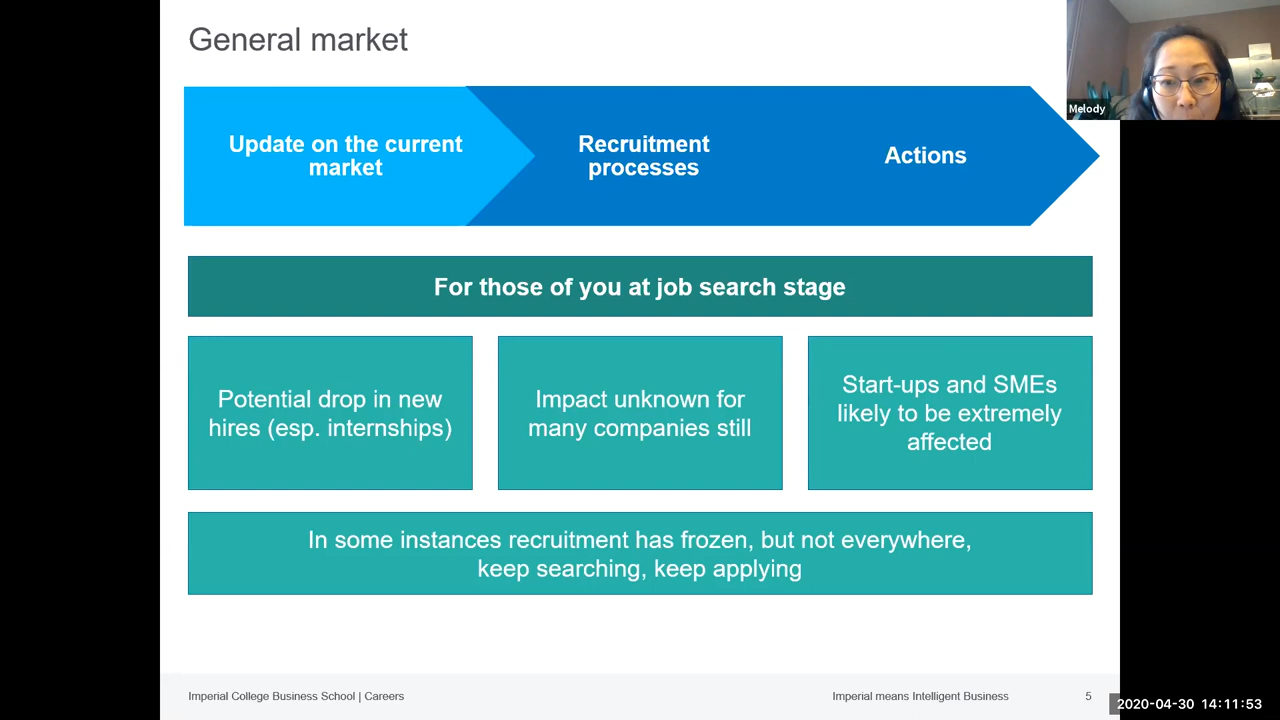 General market
Melody
Update on the current
market
Recruitment
processes
Actions
For those of you at job search stage
Potential drop in new
hires (esp. internships)
Impact unknown for
many companies still
Start-ups and SMEs
likely to be extremely
affected
In some instances recruitment has frozen, but not everywhere,
keep searching, keep applying
Imperial College Business School | Careers
Imperial means Intelligent Business
5
2020-04-30 14:11:53